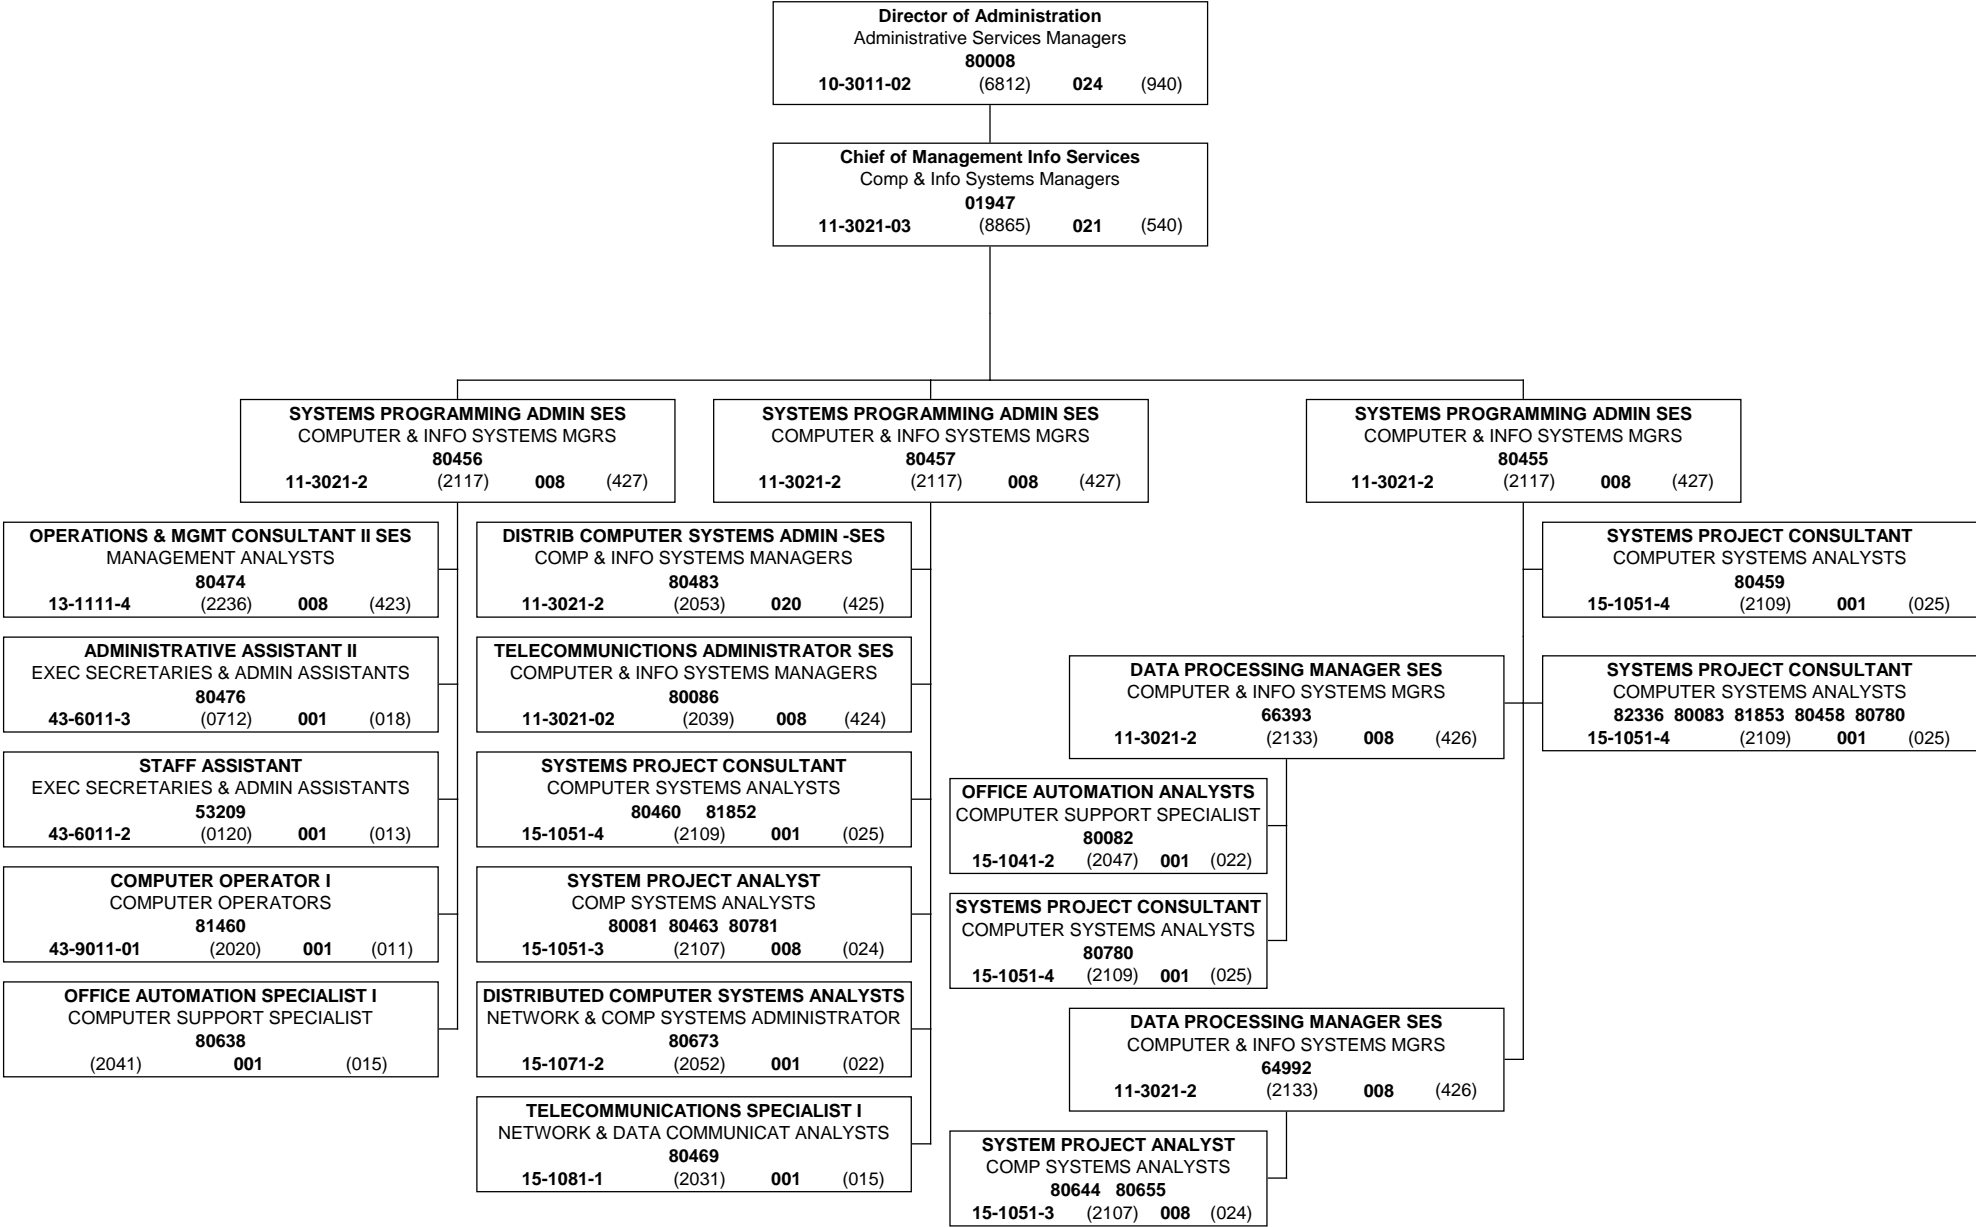 Director of Administration
Administrative Services Managers
80008
10-3011-02 (6812) 024 (940)
Chief of Management Info Services
Comp & Info Systems Managers
01947
11-3021-03 (8865) 021 (540)
SYSTEMS PROGRAMMING ADMIN SES
COMPUTER & INFO SYSTEMS MGRS
80456
11-3021-2 (2117) 008 (427)
OPERATIONS & MGMT CONSULTANT II SES
MANAGEMENT ANALYSTS
80474
13-1111-4 (2236) 008 (423)
ADMINISTRATIVE ASSISTANT II
EXEC SECRETARIES & ADMIN ASSISTANTS
80476
43-6011-3 (0712) 001 (018)
STAFF ASSISTANT
EXEC SECRETARIES & ADMIN ASSISTANTS
53209
43-6011-2 (0120) 001 (013)
COMPUTER OPERATOR I
COMPUTER OPERATORS
81460
43-9011-01 (2020) 001 (011)
OFFICE AUTOMATION SPECIALIST I
COMPUTER SUPPORT SPECIALIST
80638
(2041) 001 (015)
SYSTEMS PROGRAMMING ADMIN SES
COMPUTER & INFO SYSTEMS MGRS
80457
11-3021-2 (2117) 008 (427)
DISTRIB COMPUTER SYSTEMS ADMIN -SES
COMP & INFO SYSTEMS MANAGERS
80483
11-3021-2 (2053) 020 (425)
TELECOMMUNICTIONS ADMINISTRATOR SES
COMPUTER & INFO SYSTEMS MANAGERS
80086
11-3021-02 (2039) 008 (424)
SYSTEMS PROJECT CONSULTANT
COMPUTER SYSTEMS ANALYSTS
80460 81852
15-1051-4 (2109) 001 (025)
SYSTEM PROJECT ANALYST
COMP SYSTEMS ANALYSTS
80081 80463 80781
15-1051-3 (2107) 008 (024)
DISTRIBUTED COMPUTER SYSTEMS ANALYSTS
NETWORK & COMP SYSTEMS ADMINISTRATOR
80673
15-1071-2 (2052) 001 (022)
TELECOMMUNICATIONS SPECIALIST I
NETWORK & DATA COMMUNICAT ANALYSTS
80469
15-1081-1 (2031) 001 (015)
SYSTEMS PROGRAMMING ADMIN SES
COMPUTER & INFO SYSTEMS MGRS
80455
11-3021-2 (2117) 008 (427)
SYSTEMS PROJECT CONSULTANT
COMPUTER SYSTEMS ANALYSTS
80459
15-1051-4 (2109) 001 (025)
DATA PROCESSING MANAGER SES
COMPUTER & INFO SYSTEMS MGRS
66393
11-3021-2 (2133) 008 (426)
SYSTEMS PROJECT CONSULTANT
COMPUTER SYSTEMS ANALYSTS
82336 80083 81853 80458 80780
15-1051-4 (2109) 001 (025)
OFFICE AUTOMATION ANALYSTS
COMPUTER SUPPORT SPECIALIST
80082
15-1041-2 (2047) 001 (022)
SYSTEMS PROJECT CONSULTANT
COMPUTER SYSTEMS ANALYSTS
80780
15-1051-4 (2109) 001 (025)
DATA PROCESSING MANAGER SES
COMPUTER & INFO SYSTEMS MGRS
64992
11-3021-2 (2133) 008 (426)
SYSTEM PROJECT ANALYST
COMP SYSTEMS ANALYSTS
80644 80655
15-1051-3 (2107) 008 (024)